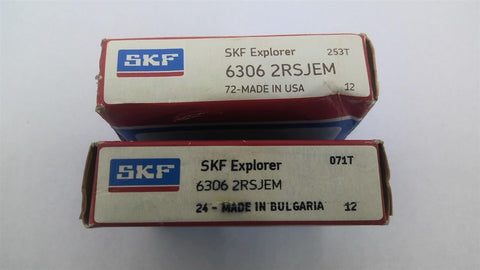 SKF
SKF Explorer 253T
6306 2RSJEM
72-MADE IN USA 12
SKF
SKF Explorer 071T
6306 2RSJEM
24 - MADE IN BULGARIA 12